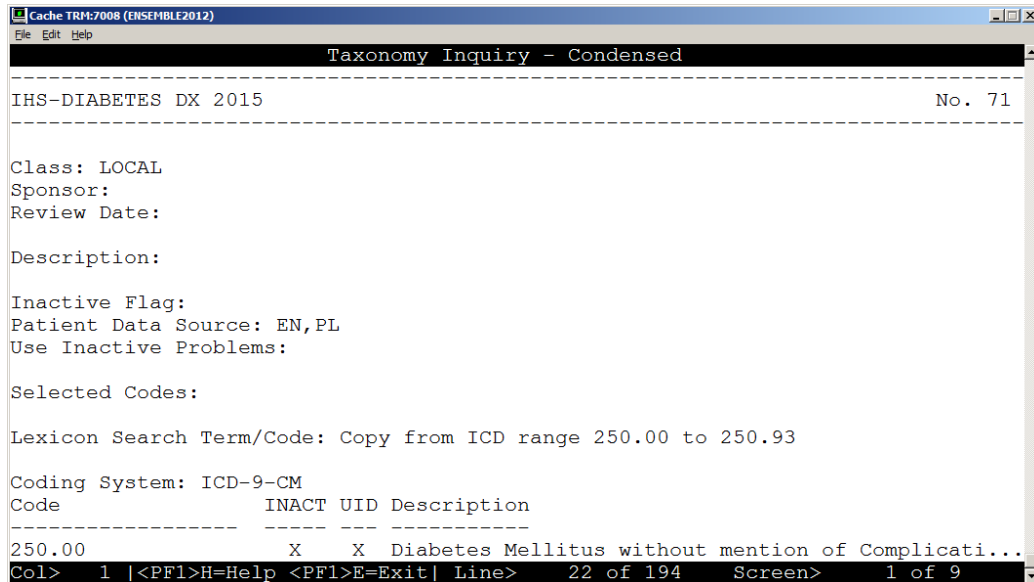 Cache TRM:7008 (ENSEMBLE2012)
File Edit Help
Taxonomy Inquiry - Condensed
--------------------------------------------------------------------------------
IHS-DIABETES DX 2015 No. 71
--------------------------------------------------------------------------------
Class: LOCAL
Sponsor:
Review Date:
Description:
Inactive Flag:
Patient Data Source: EN,PL
Use Inactive Problems:
Selected Codes:
Lexicon Search Term/Code: Copy from ICD range 250.00 to 250.93
Coding System: ICD-9-CM
Code INACT UID Description
------------------ ----- --- -----------
250.00 X X Diabetes Mellitus without mention of Complicati...
Col> 1 |<PF1>H=Help <PF1>E=Exit| Line> 22 of 194 Screen> 1 of 9